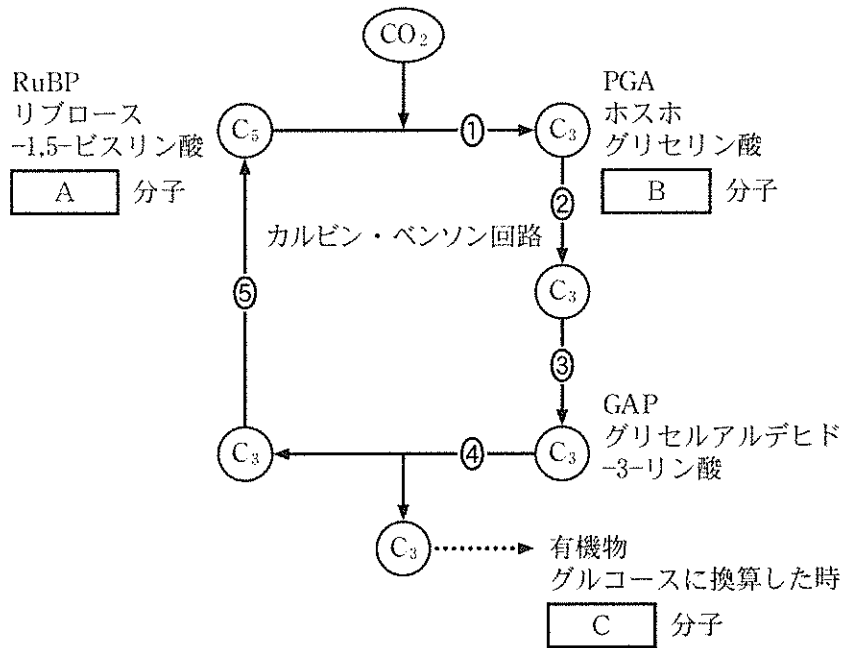 CO₂
RuBP
リブロース
-1,5-ビスリン酸
A 分子
C₅
①
C₃
PGA
ホスホ
グリセリン酸
B 分子
②
カルビン・ベンソン回路
C₃
⑤
③
GAP
グリセルアルデヒド
-3-リン酸
C₃
④
C₃
C₃
有機物
グルコースに換算した時
C 分子